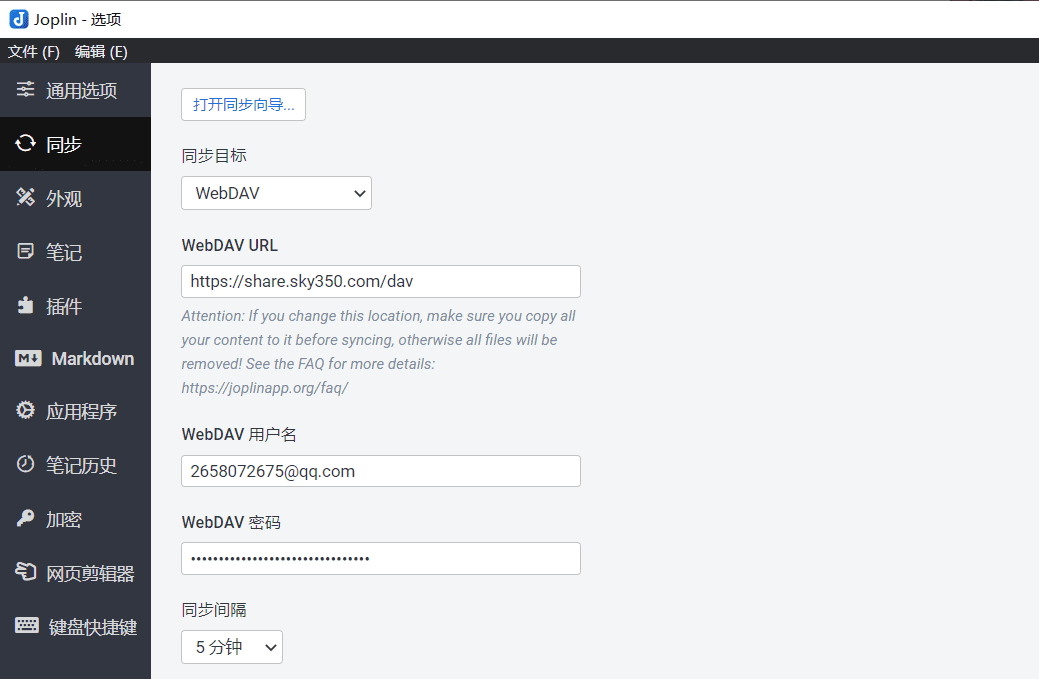 Joplin - 选项
文件 (F) 编辑 (E)
通用选项
同步
外观
笔记
插件
Markdown
应用程序
笔记历史
加密
网页剪辑器
键盘快捷键
打开同步向导...
同步目标
WebDAV
WebDAV URL
https://share.sky350.com/dav
Attention: If you change this location, make sure you copy all
your content to it before syncing, otherwise all files will be
removed! See the FAQ for more details:
https://joplinapp.org/faq/
WebDAV 用户名
2658072675@qq.com
WebDAV 密码
••••••••••••••••••••••••••••••••
同步间隔
5 分钟